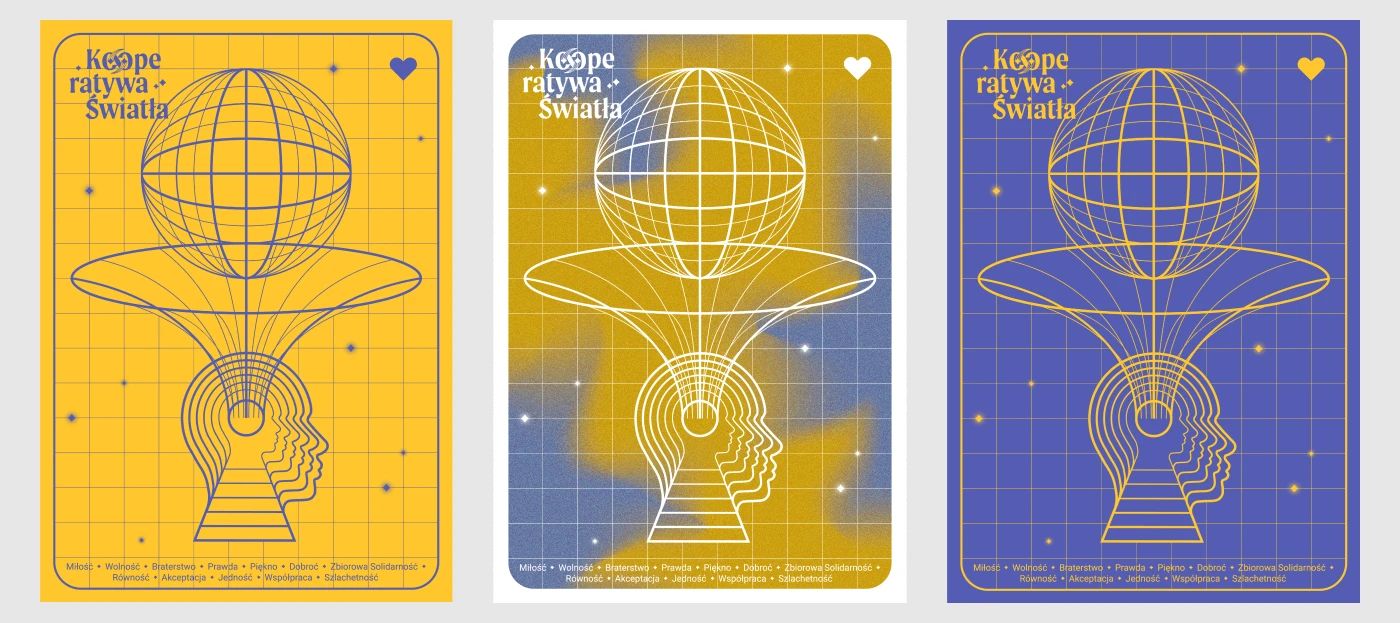 Koope
ratywa
Światła
Miłość ✦ Wolność ✦ Braterstwo ✦ Prawda ✦ Piękno ✦ Dobroć ✦ Zbiorowa Solidarność ✦
Równość ✦ Akceptacja ✦ Jedność ✦ Współpraca ✦ Szlachetność
Koope
ratywa
Światła
Miłość ✦ Wolność ✦ Braterstwo ✦ Prawda ✦ Piękno ✦ Dobroć ✦ Zbiorowa Solidarność ✦
Równość ✦ Akceptacja ✦ Jedność ✦ Współpraca ✦ Szlachetność
Koope
ratywa
Światła
Miłość ✦ Wolność ✦ Braterstwo ✦ Prawda ✦ Piękno ✦ Dobroć ✦ Zbiorowa Solidarność ✦
Równość ✦ Akceptacja ✦ Jedność ✦ Współpraca ✦ Szlachetność